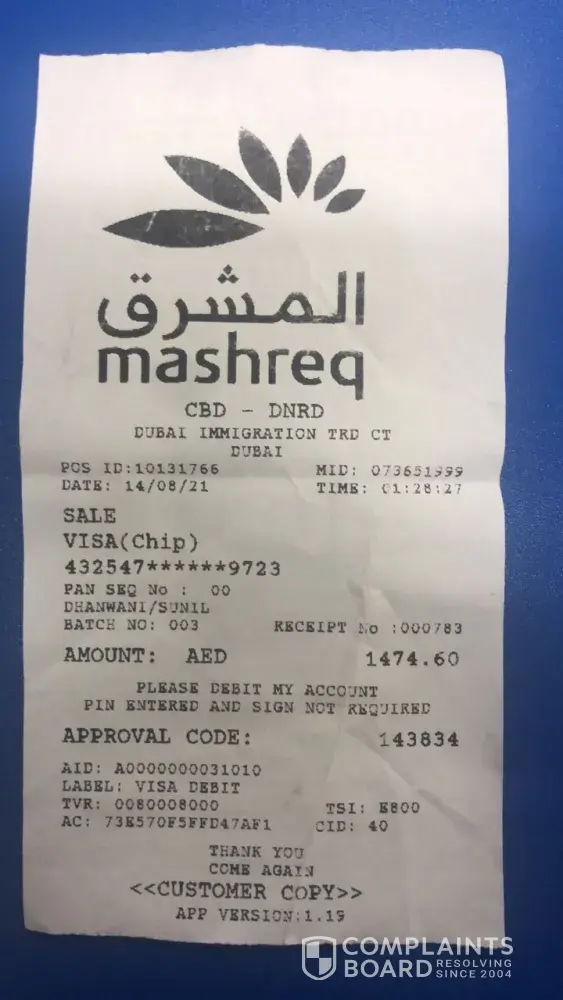 المشرق
mashreq
CBD - DNRD
DUBAI IMMIGRATION TRD CT
DUBAI
POS ID:10131766 MID: 073651999
DATE: 14/08/21 TIME: 01:28:27
SALE
VISA(Chip)
432547******9723
PAN SEQ No : 00
DHANWANI/SUNIL
BATCH NO: 003 RECEIPT No :000783
AMOUNT: AED 1474.60
PLEASE DEBIT MY ACCOUNT
PIN ENTERED AND SIGN NOT REQUIRED
APPROVAL CODE: 143834
AID: A0000000031010
LABEL: VISA DEBIT
TVR: 0080008000 TSI: E800
AC: 73E570F5FFD47AF1 CID: 40
THANK YOU
COME AGAIN
<<CUSTOMER COPY>>
APP VERSION:1.19
COMPLAINTS
BOARD RESOLVING
SINCE 2004